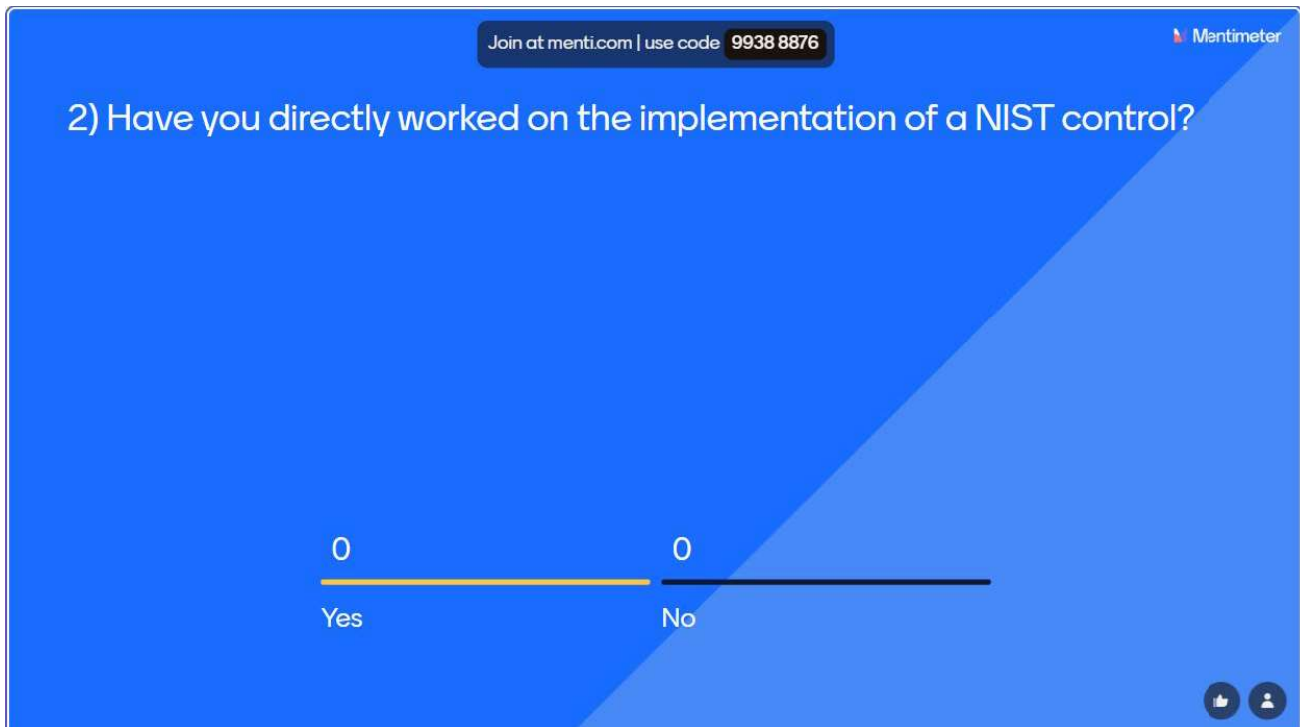 Join at menti.com | use code 9938 8876
Mentimeter
2) Have you directly worked on the implementation of a NIST control?
0
0
Yes
No